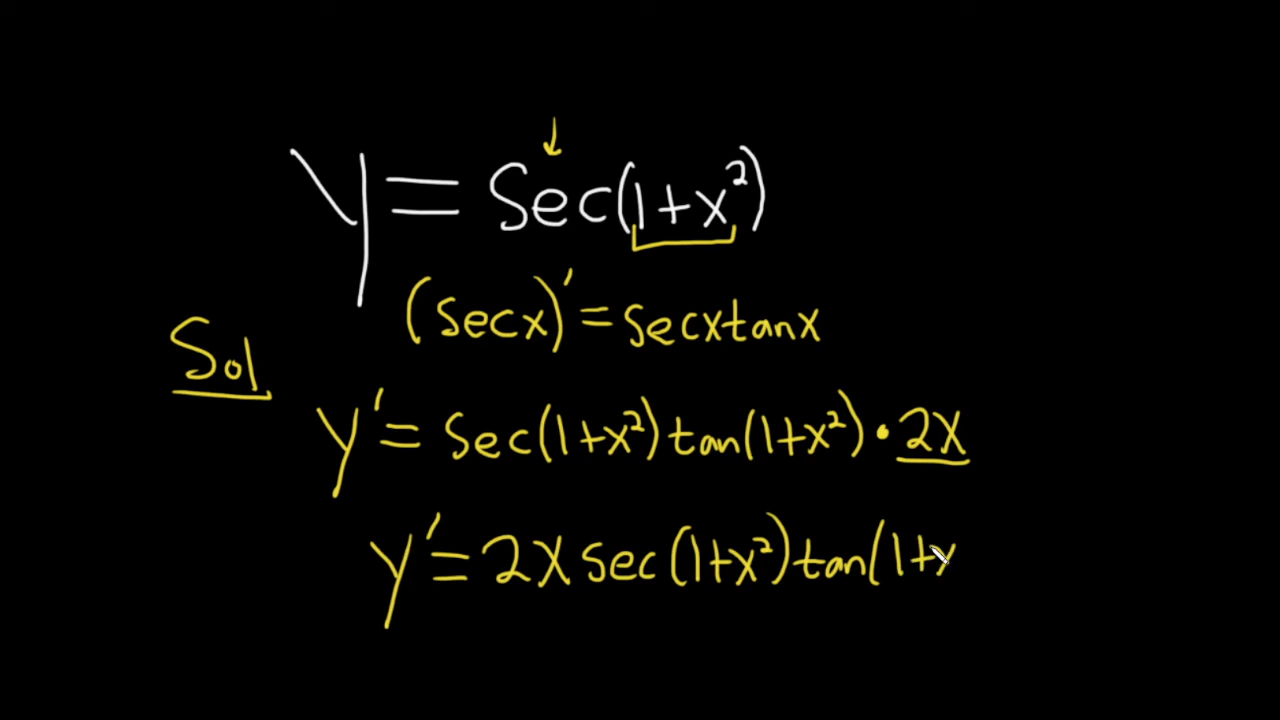 y = Sec(1+x²)
(secx)' = secxtanx
Sol
y' = Sec(1+x²)tan(1+x²)·2x
y' = 2x sec(1+x²)tan(1+x